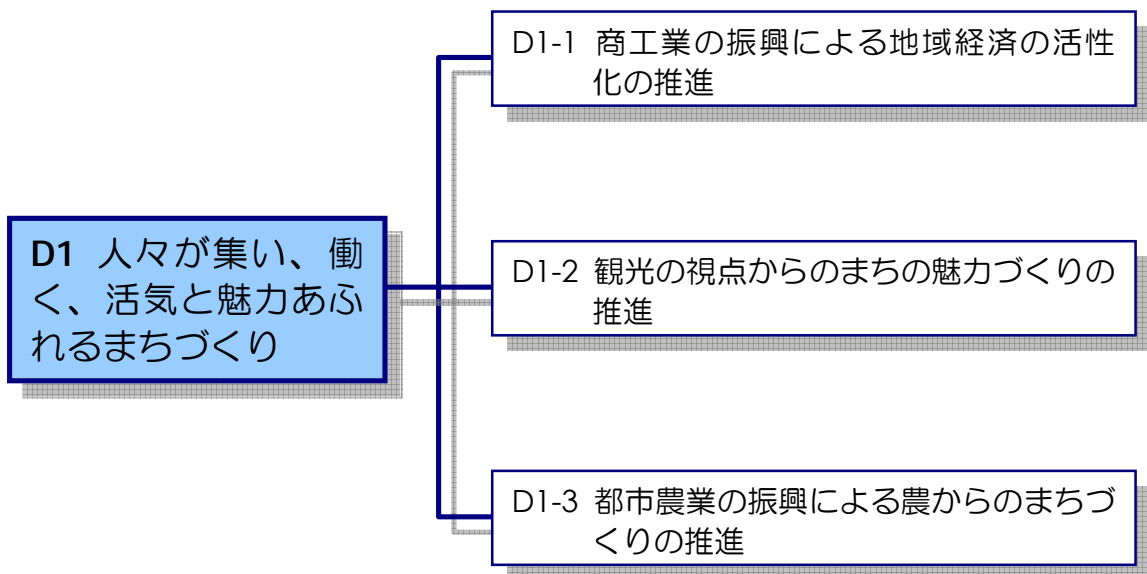 D1 人々が集い、働
く、活気と魅力あふ
れるまちづくり
D1-1 商工業の振興による地域経済の活性
化の推進
D1-2 観光の視点からのまちの魅力づくりの
推進
D1-3 都市農業の振興による農からのまちづ
くりの推進